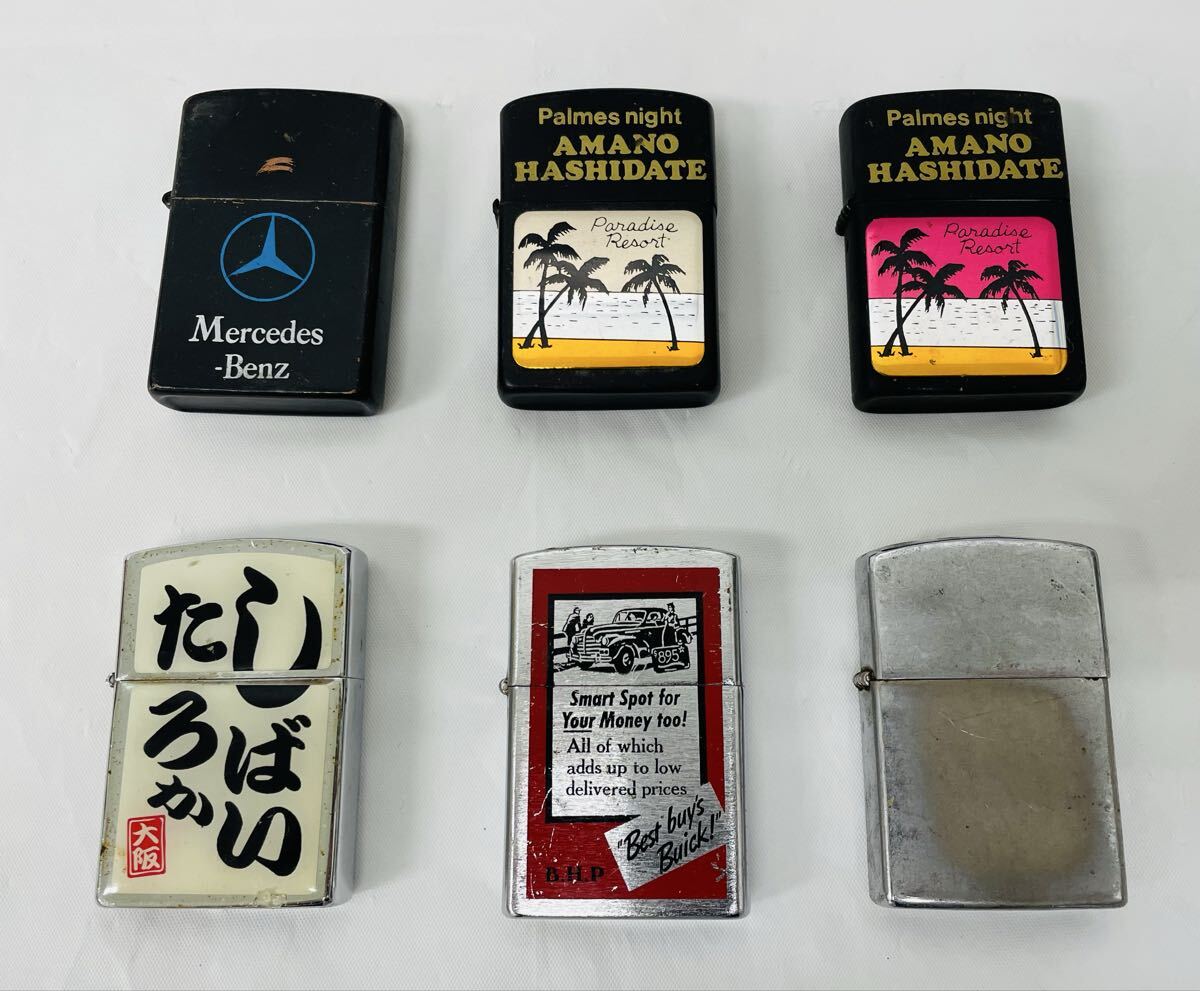 Mercedes
-Benz
Palmes night
AMANO
HASHIDATE
Paradise
Resort
Palmes night
AMANO
HASHIDATE
Paradise
Resort
しばい
たろか
大阪
$895
Smart Spot for
Your Money too!
All of which
adds up to low
delivered prices
"Best buy's
Buick!"
B.H.P